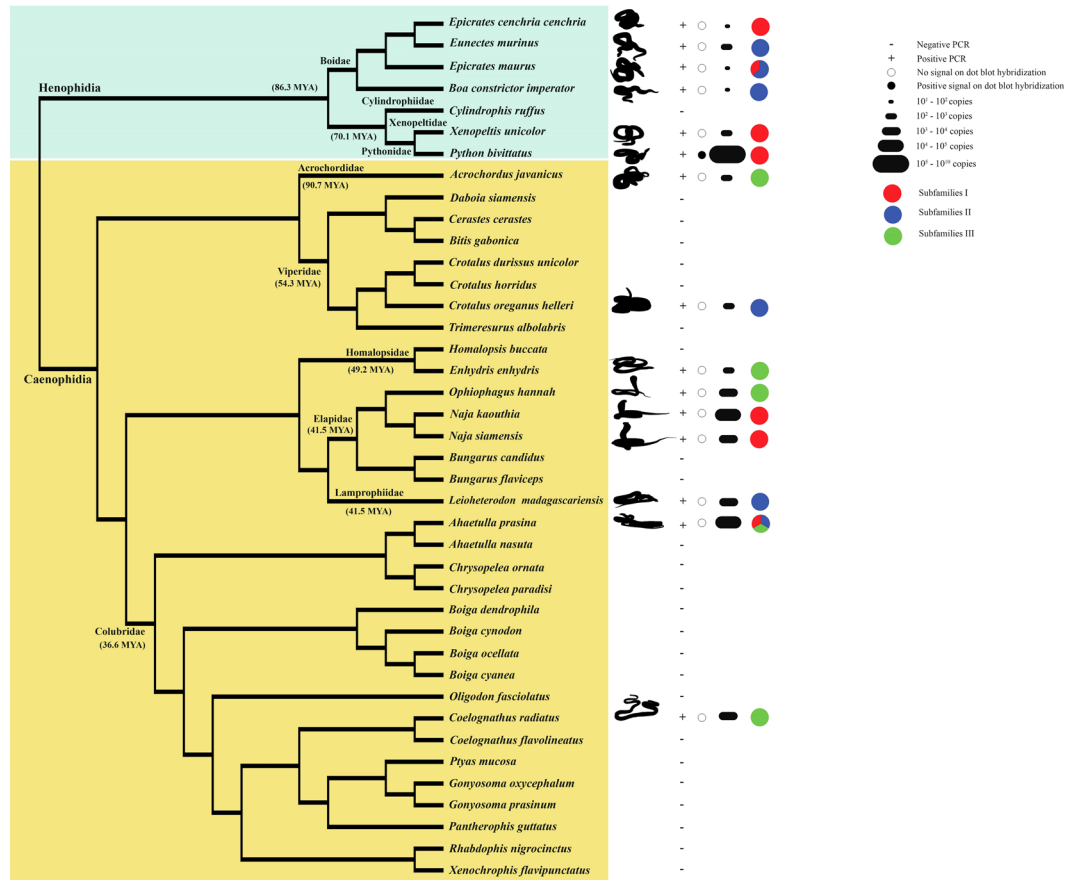 Henophidia
Caenophidia
(86.3 MYA)
Boidae
Cylindrophiidae
Xenopeltidae
(70.1 MYA)
Pythonidae
Acrochordidae
(90.7 MYA)
Viperidae
(54.3 MYA)
Homalopsidae
(49.2 MYA)
Elapidae
(41.5 MYA)
Lamprophiidae
(41.5 MYA)
Colubridae
(36.6 MYA)
Epicrates cenchria cenchria +
Eunectes murinus +
Epicrates maurus +
Boa constrictor imperator +
Cylindrophis ruffus -
Xenopeltis unicolor +
Python bivittatus +
Acrochordus javanicus +
Daboia siamensis -
Cerastes cerastes -
Bitis gabonica -
Crotalus durissus unicolor -
Crotalus horridus -
Crotalus oreganus helleri +
Trimeresurus albolabris -
Homalopsis buccata -
Enhydris enhydris +
Ophiophagus hannah +
Naja kaouthia +
Naja siamensis +
Bungarus candidus -
Bungarus flaviceps -
Leioheterodon madagascariensis +
Ahaetulla prasina +
Ahaetulla nasuta -
Chrysopelea ornata -
Chrysopelea paradisi -
Boiga dendrophila -
Boiga cynodon -
Boiga ocellata -
Boiga cyanea -
Oligodon fasciolatus -
Coelognathus radiatus +
Coelognathus flavolineatus -
Ptyas mucosa -
Gonyosoma oxycephalum -
Gonyosoma prasinum -
Pantherophis guttatus -
Rhabdophis nigrocinctus -
Xenochrophis flavipunctatus -
- Negative PCR
+ Positive PCR
No signal on dot blot hybridization
Positive signal on dot blot hybridization
10¹ - 10² copies
10² - 10³ copies
10³ - 10⁴ copies
10⁴ - 10⁵ copies
10⁵ - 10¹⁰ copies
Subfamilies I
Subfamilies II
Subfamilies III